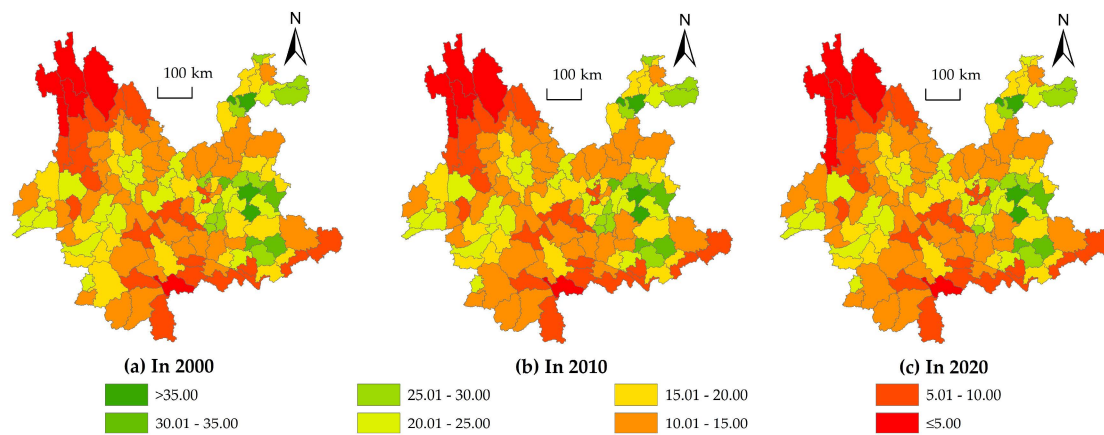 N N N
100 km 100 km 100 km
(a) In 2000 (b) In 2010 (c) In 2020
>35.00 25.01 - 30.00 15.01 - 20.00 5.01 - 10.00
30.01 - 35.00 20.01 - 25.00 10.01 - 15.00 ≤5.00